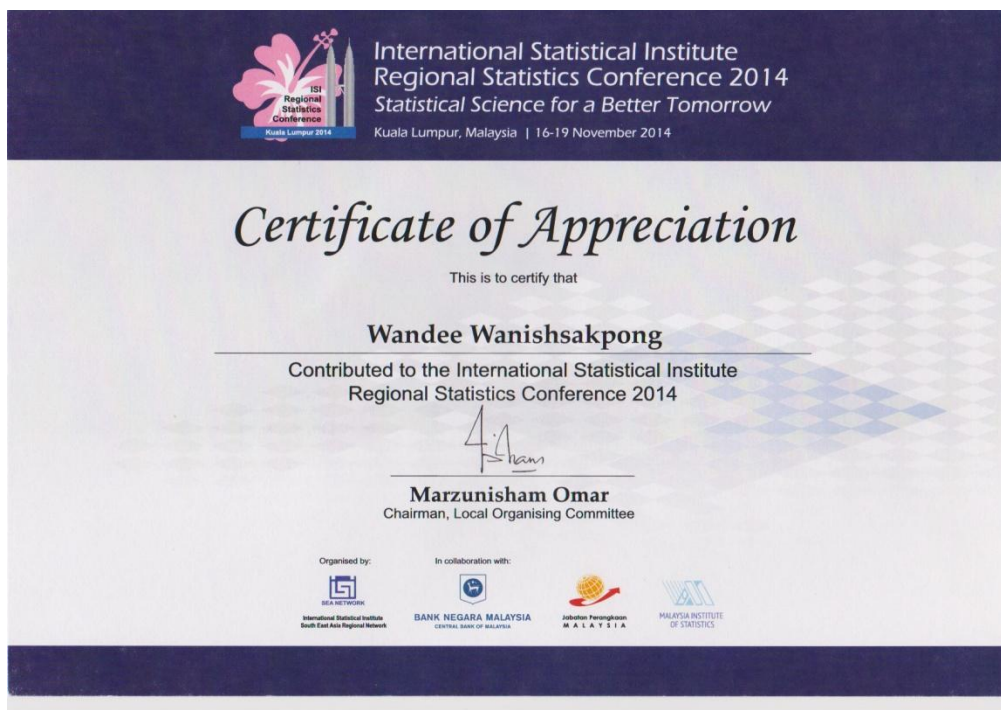 International Statistical Institute
Regional Statistics Conference 2014
Statistical Science for a Better Tomorrow
Kuala Lumpur, Malaysia | 16-19 November 2014
ISI
Regional
Statistics
Conference
Kuala Lumpur 2014
Certificate of Appreciation
This is to certify that
Wandee Wanishsakpong
Contributed to the International Statistical Institute
Regional Statistics Conference 2014
Marzunisham Omar
Chairman, Local Organising Committee
Organised by:
In collaboration with:
SEA NETWORK
International Statistical Institute
South East Asia Regional Network
BANK NEGARA MALAYSIA
CENTRAL BANK OF MALAYSIA
Jabatan Perangkaan
MALAYSIA
MALAYSIA INSTITUTE
OF STATISTICS